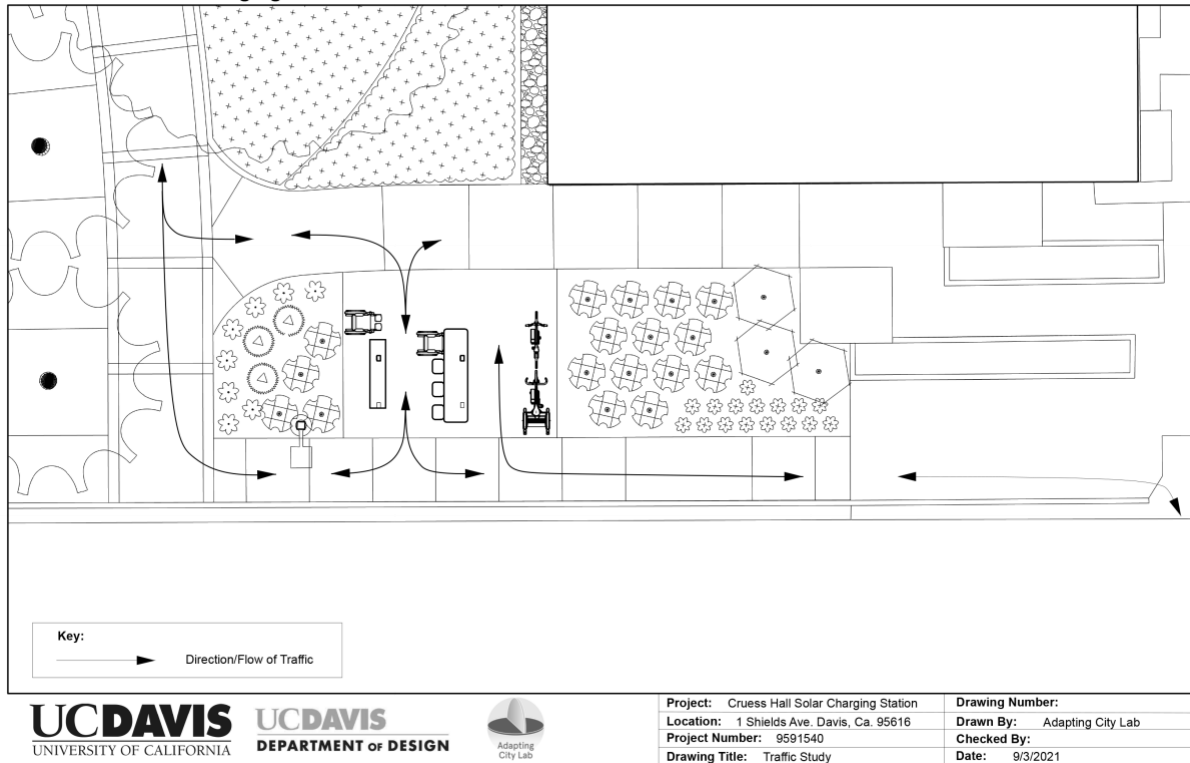 Key:
Direction/Flow of Traffic
UCDAVIS
UNIVERSITY OF CALIFORNIA
UCDAVIS
DEPARTMENT OF DESIGN
Adapting
City Lab
Project: Cruess Hall Solar Charging Station
Location: 1 Shields Ave. Davis, Ca. 95616
Project Number: 9591540
Drawing Title: Traffic Study
Drawing Number:
Drawn By: Adapting City Lab
Checked By:
Date: 9/3/2021